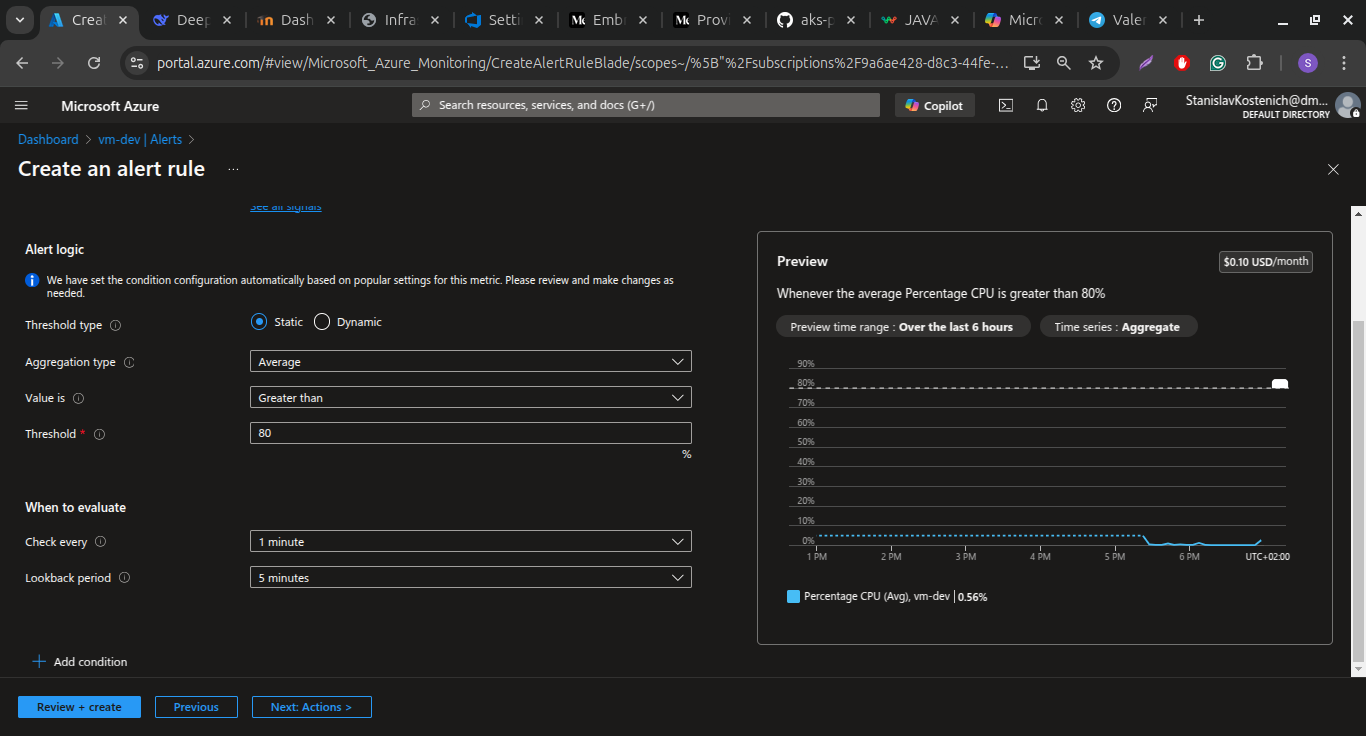 Creat
Deep
Dash
Infras
Setti
Embr
Provi
aks-p
JAVA
Micro
Valer
portal.azure.com/#view/Microsoft_Azure_Monitoring/CreateAlertRuleBlade/scopes~/%5B"%2Fsubscriptions%2F9a6ae428-d8c3-44fe-...
S
Microsoft Azure
Search resources, services, and docs (G+/)
Copilot
StanislavKostenich@dm...
DEFAULT DIRECTORY
Dashboard > vm-dev | Alerts >
Create an alert rule ...
See all signals
Alert logic
We have set the condition configuration automatically based on popular settings for this metric. Please review and make changes as
needed.
Threshold type
Static
Dynamic
Aggregation type
Average
Value is
Greater than
Threshold *
80
%
When to evaluate
Check every
1 minute
Lookback period
5 minutes
+ Add condition
Preview
$0.10 USD/month
Whenever the average Percentage CPU is greater than 80%
Preview time range : Over the last 6 hours
Time series : Aggregate
90%
80%
70%
60%
50%
40%
30%
20%
10%
0%
1 PM 2 PM 3 PM 4 PM 5 PM 6 PM UTC+02:00
Percentage CPU (Avg), vm-dev | 0.56%
Review + create
Previous
Next: Actions >